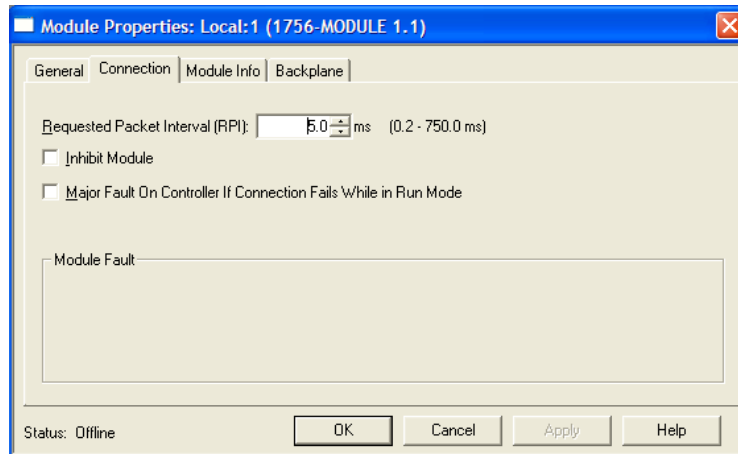 Module Properties: Local:1 (1756-MODULE 1.1)
General Connection Module Info Backplane
Requested Packet Interval (RPI): 5.0 ms (0.2 - 750.0 ms)
Inhibit Module
Major Fault On Controller If Connection Fails While in Run Mode
Module Fault
Status: Offline OK Cancel Apply Help